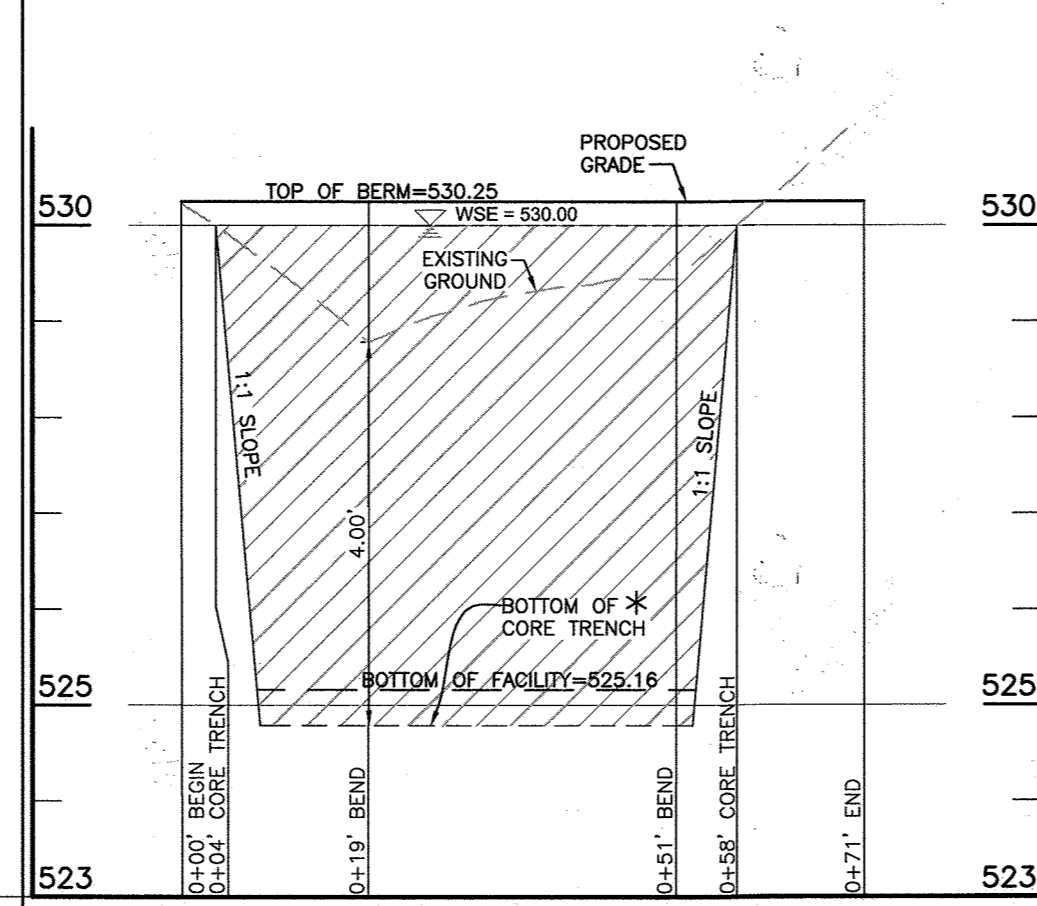 PROPOSED
GRADE
TOP OF BERM=530.25
530
WSE = 530.00
530
EXISTING
GROUND
1:1 SLOPE
1:1 SLOPE
4.00'
BOTTOM OF *
CORE TRENCH
BOTTOM OF FACILITY=525.16
525
525
0+00' BEGIN
0+04' CORE TRENCH
0+19' BEND
0+51' BEND
0+58' CORE TRENCH
0+71' END
523
523